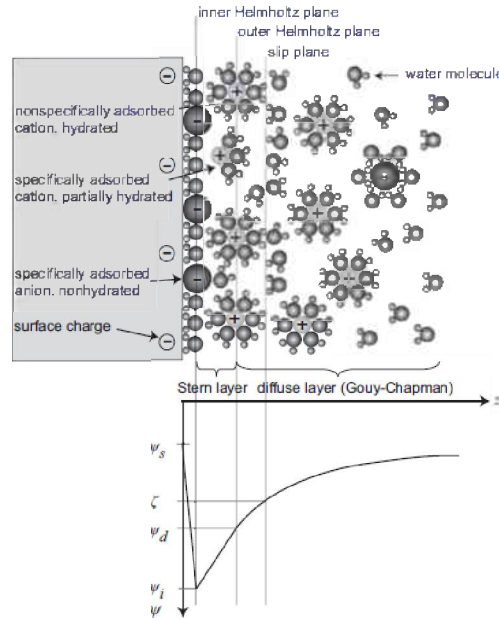 inner Helmholtz plane
outer Helmholtz plane
slip plane
water molecule
nonspecifically adsorbed
cation, hydrated
specifically adsorbed
cation, partially hydrated
specifically adsorbed
anion, nonhydrated
surface charge
Stern layer diffuse layer (Gouy-Chapman)
ψs
ζ
ψd
ψi
ψ